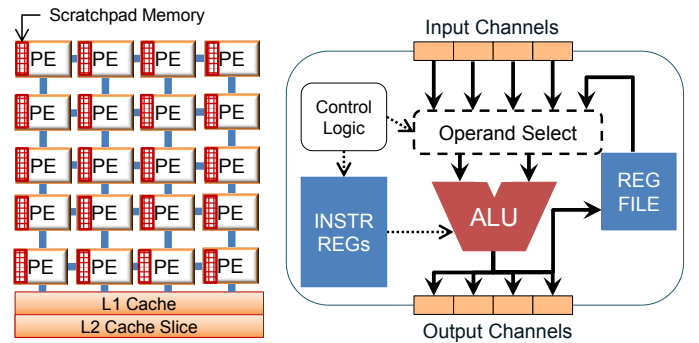 Scratchpad Memory
PE PE PE PE
PE PE PE PE
PE PE PE PE
PE PE PE PE
PE PE PE PE
L1 Cache
L2 Cache Slice
Input Channels
Control
Logic
Operand Select
INSTR
REGs
ALU
REG
FILE
Output Channels